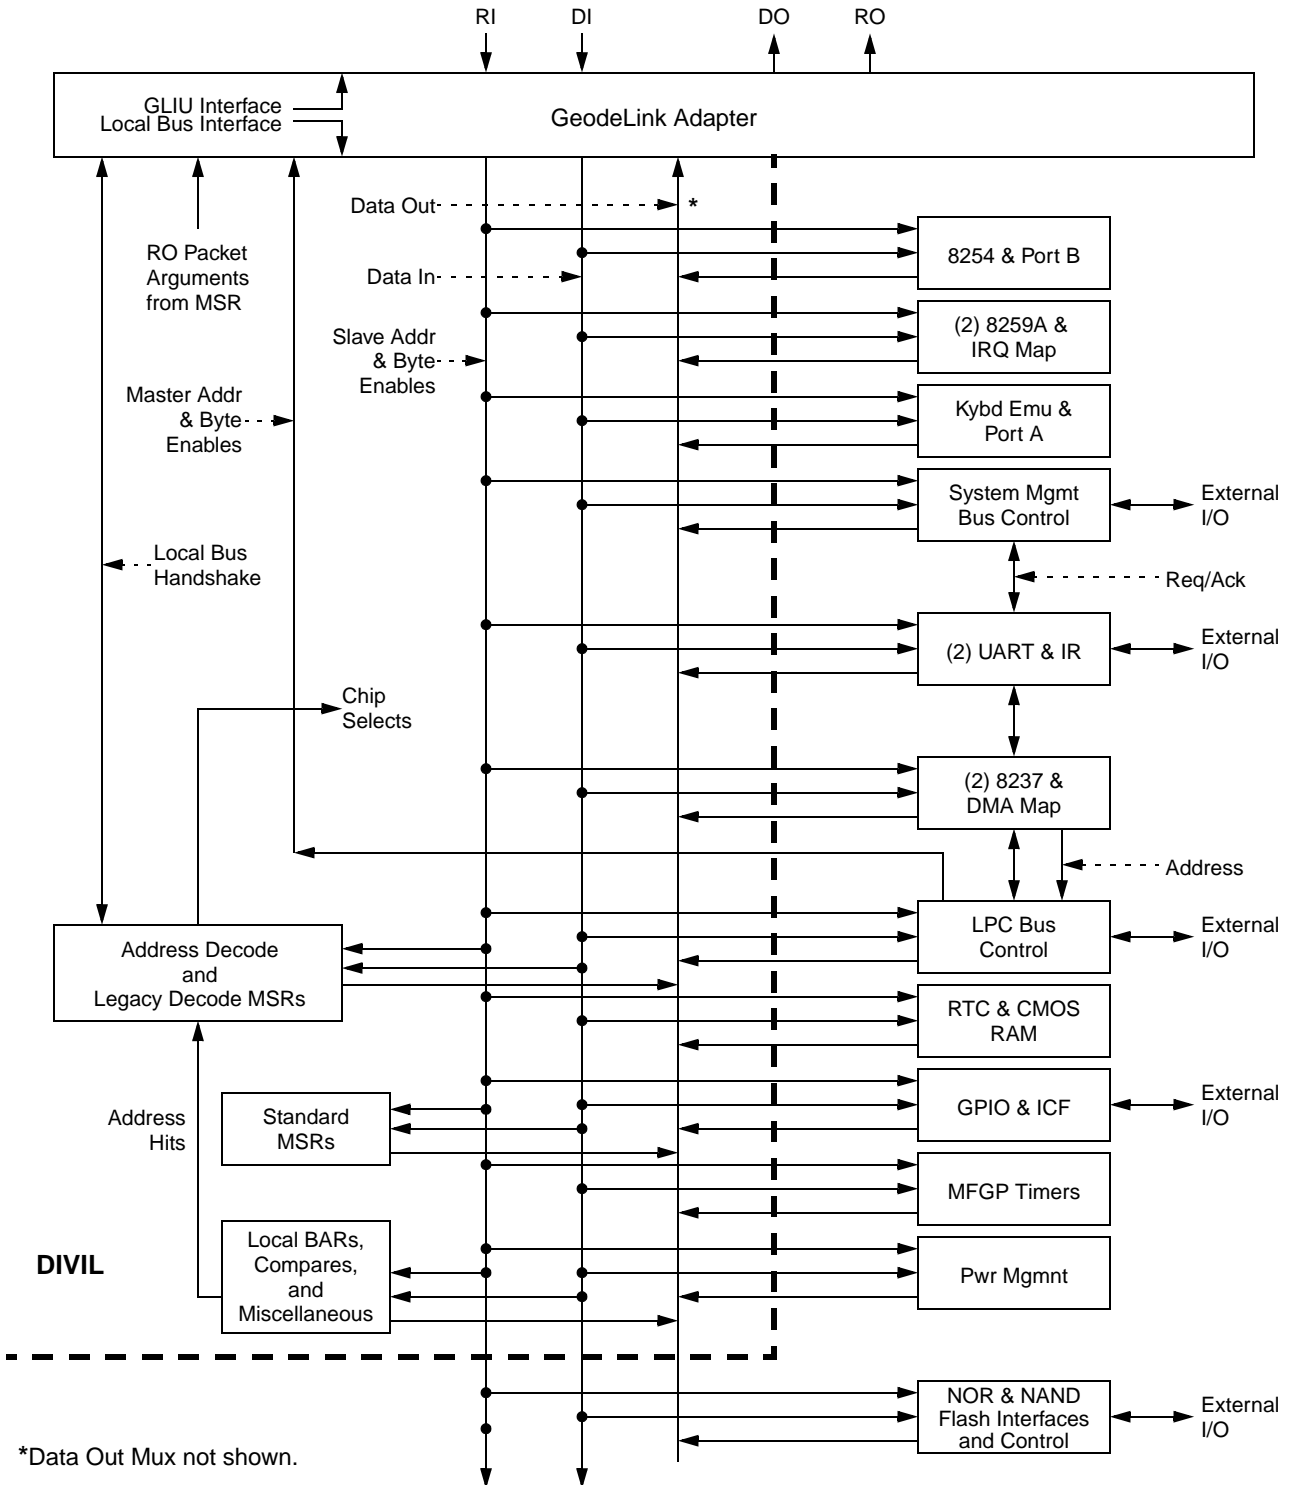 RI DI DO RO
GLIU Interface
Local Bus Interface
GeodeLink Adapter
Data Out
*
RO Packet
Arguments
from MSR
Data In
8254 & Port B
Slave Addr
& Byte
Enables
(2) 8259A &
IRQ Map
Master Addr
& Byte
Enables
Kybd Emu &
Port A
System Mgmt
Bus Control
External
I/O
Local Bus
Handshake
Req/Ack
(2) UART & IR
External
I/O
Chip
Selects
(2) 8237 &
DMA Map
Address
Address Decode
and
Legacy Decode MSRs
LPC Bus
Control
External
I/O
RTC & CMOS
RAM
Address
Hits
Standard
MSRs
GPIO & ICF
External
I/O
MFGP Timers
DIVIL
Local BARs,
Compares,
and
Miscellaneous
Pwr Mgmnt
NOR & NAND
Flash Interfaces
and Control
External
I/O
*Data Out Mux not shown.